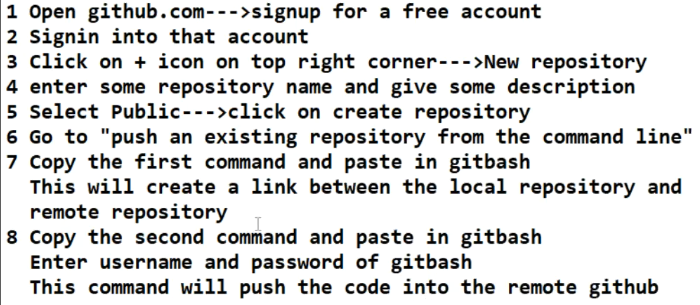 1 Open github.com--->signup for a free account
2 Signin into that account
3 Click on + icon on top right corner--->New repository
4 enter some repository name and give some description
5 Select Public--->click on create repository
6 Go to "push an existing repository from the command line"
7 Copy the first command and paste in gitbash
This will create a link between the local repository and
remote repository
8 Copy the second command and paste in gitbash
Enter username and password of gitbash
This command will push the code into the remote github